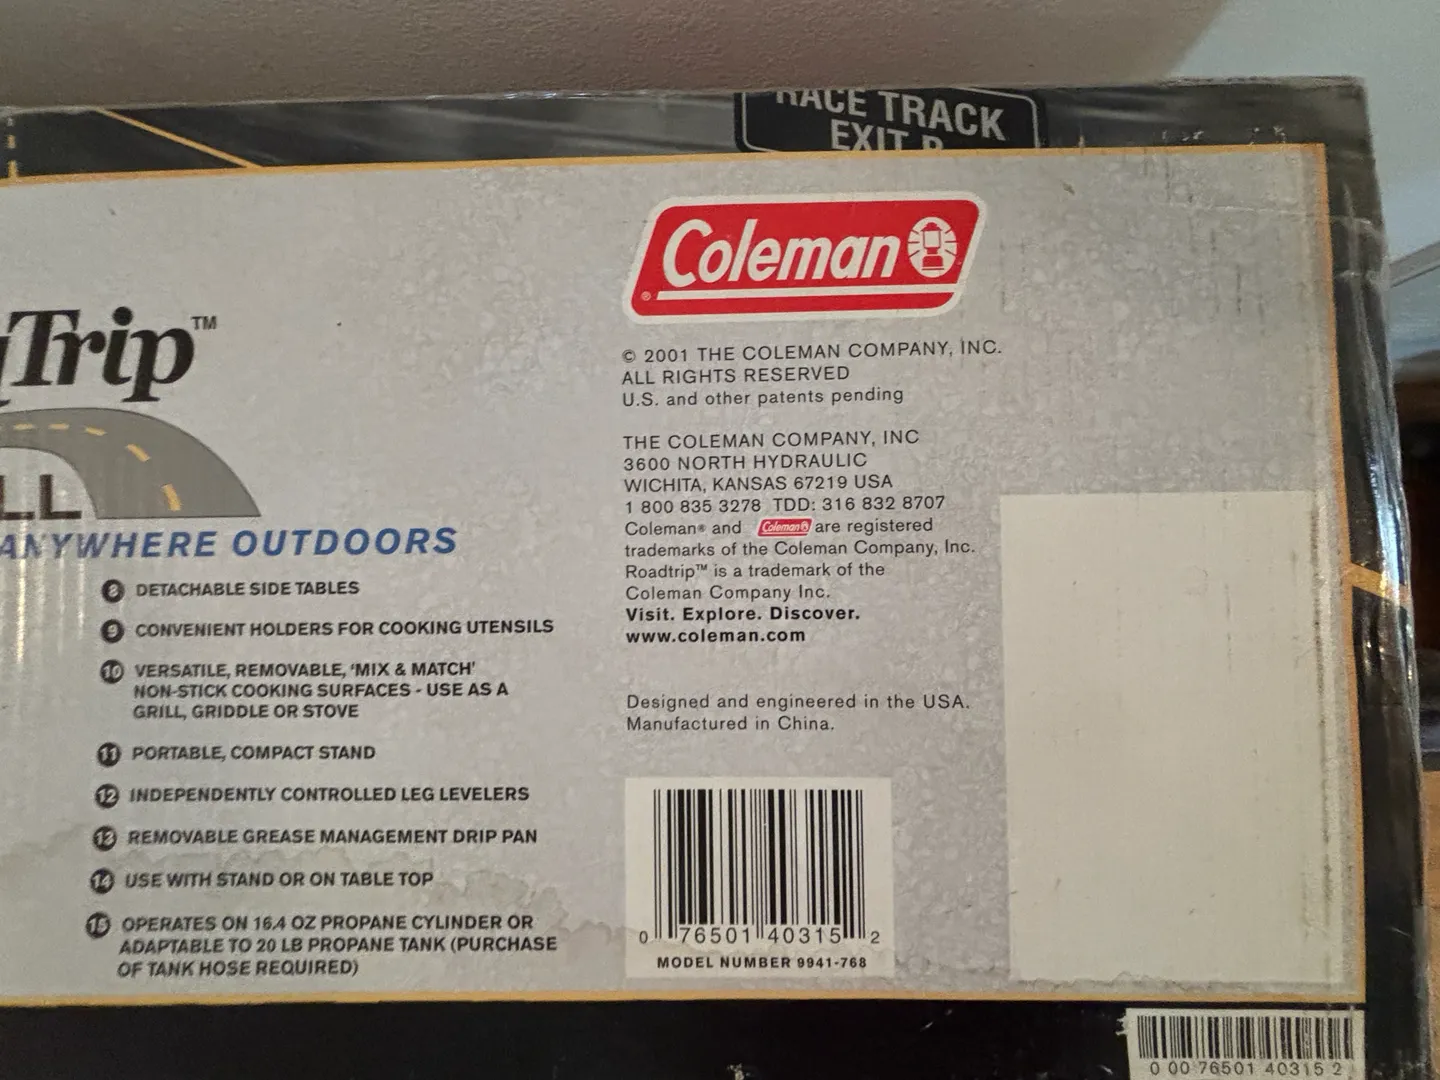 RACE TRACK
EXIT
Coleman
®
Trip™
LL
ANYWHERE OUTDOORS
8 DETACHABLE SIDE TABLES
9 CONVENIENT HOLDERS FOR COOKING UTENSILS
10 VERSATILE, REMOVABLE, ‘MIX & MATCH’
NON-STICK COOKING SURFACES - USE AS A
GRILL, GRIDDLE OR STOVE
11 PORTABLE, COMPACT STAND
12 INDEPENDENTLY CONTROLLED LEG LEVELERS
13 REMOVABLE GREASE MANAGEMENT DRIP PAN
14 USE WITH STAND OR ON TABLE TOP
15 OPERATES ON 16.4 OZ PROPANE CYLINDER OR
ADAPTABLE TO 20 LB PROPANE TANK (PURCHASE
OF TANK HOSE REQUIRED)
© 2001 THE COLEMAN COMPANY, INC.
ALL RIGHTS RESERVED
U.S. and other patents pending
THE COLEMAN COMPANY, INC
3600 NORTH HYDRAULIC
WICHITA, KANSAS 67219 USA
1 800 835 3278 TDD: 316 832 8707
Coleman® and Coleman are registered
trademarks of the Coleman Company, Inc.
Roadtrip™ is a trademark of the
Coleman Company Inc.
Visit. Explore. Discover.
www.coleman.com
Designed and engineered in the USA.
Manufactured in China.
0 76501 40315 2
MODEL NUMBER 9941-768
0 00 76501 40315 2